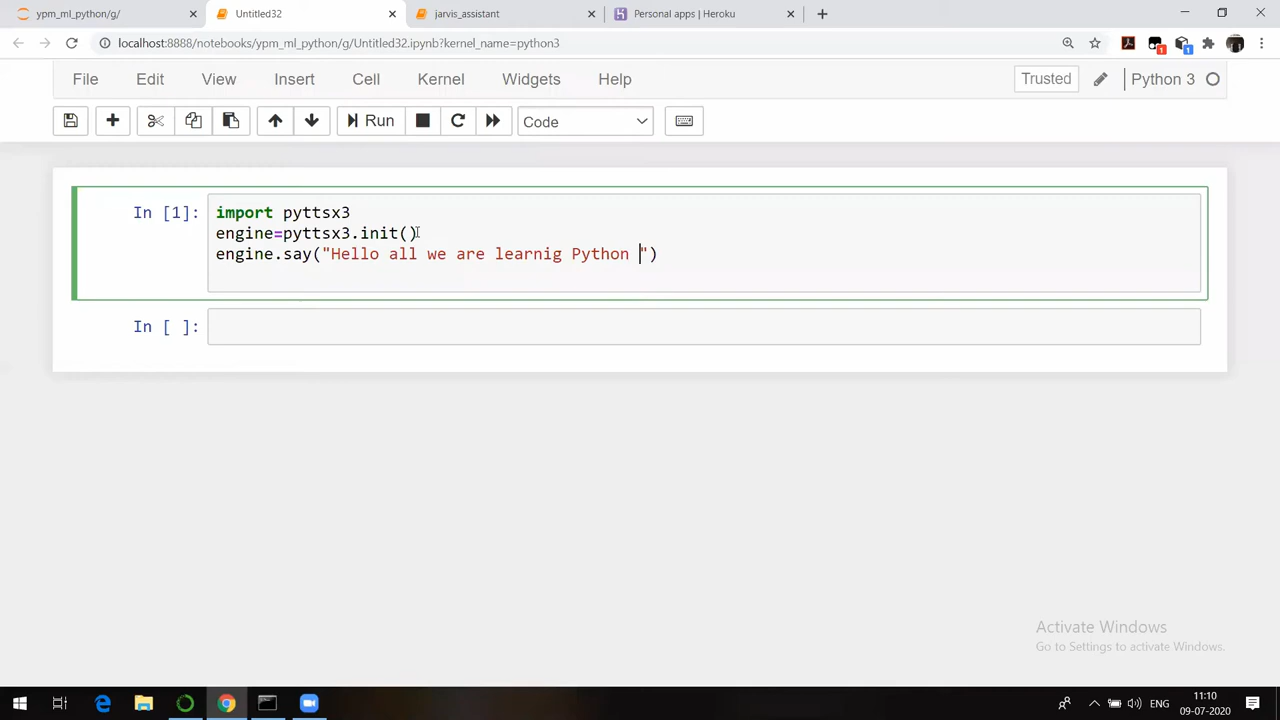 ypm_ml_python/g/
Untitled32
jarvis_assistant
Personal apps | Heroku
localhost:8888/notebooks/ypm_ml_python/g/Untitled32.ipynb?kernel_name=python3
1
1
File Edit View Insert Cell Kernel Widgets Help
Trusted
Python 3
Run
Code
In [1]:
import pyttsx3
engine=pyttsx3.init()
engine.say("Hello all we are learnig Python ")
In [ ]:
Activate Windows
Go to Settings to activate Windows.
ENG
11:10
09-07-2020